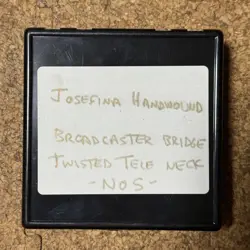 JOSEFINA HANDWOUND
BROADCASTER BRIDGE
TWISTED TELE NECK
-NOS-